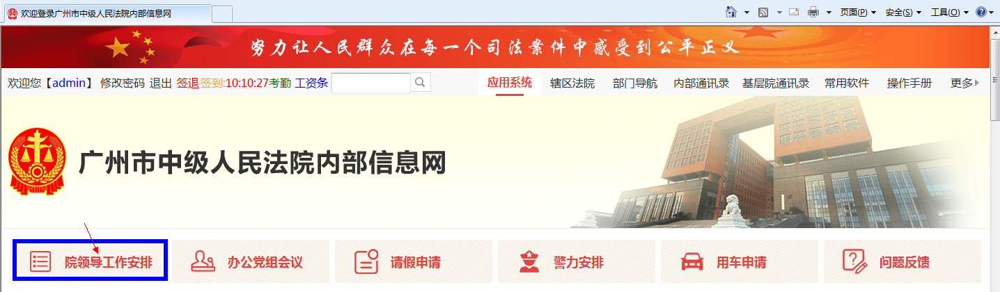 欢迎登录广州市中级人民法院内部信息网
页面(P) 安全(S) 工具(O)
努力让人民群众在每一个司法案件中感受到公平正义
欢迎您【admin】 修改密码 退出 签退签到:10:10:27考勤 工资条
应用系统 辖区法院 部门导航 内部通讯录 基层院通讯录 常用软件 操作手册 更多
广州市中级人民法院内部信息网
院领导工作安排 办公党组会议 请假申请 警力安排 用车申请 问题反馈